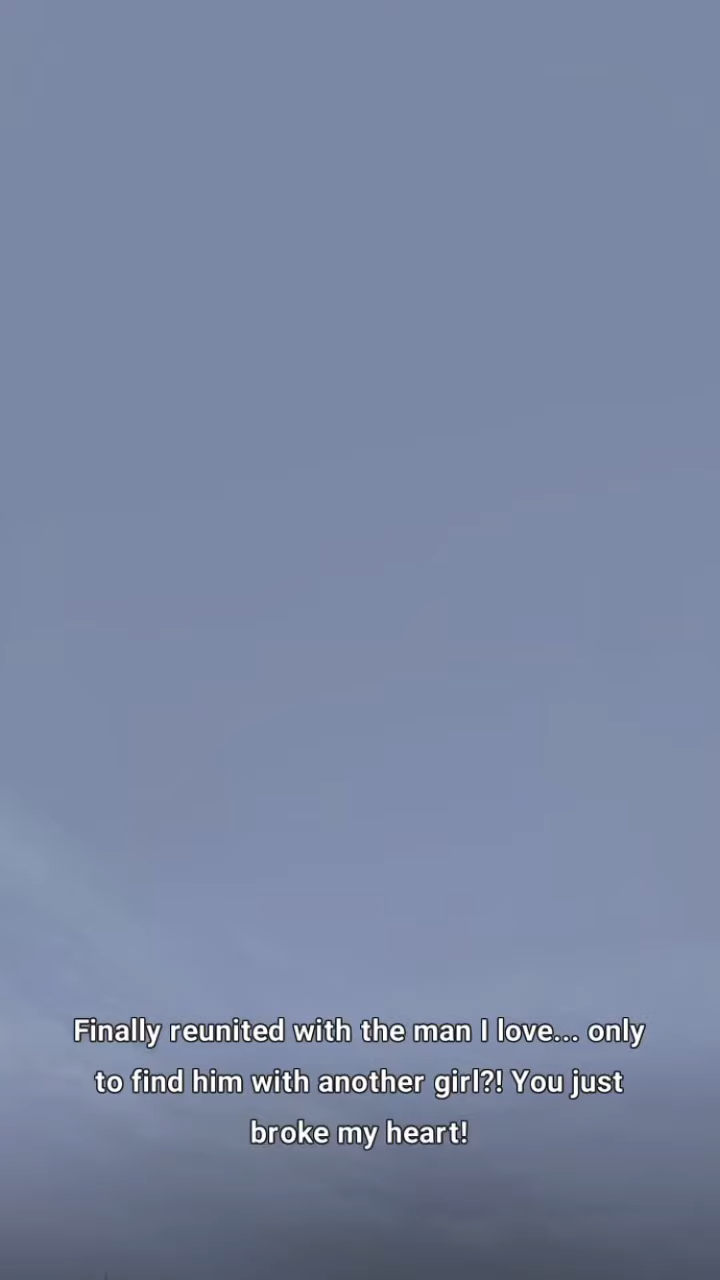 Finally reunited with the man I love... only
to find him with another girl?! You just
broke my heart!